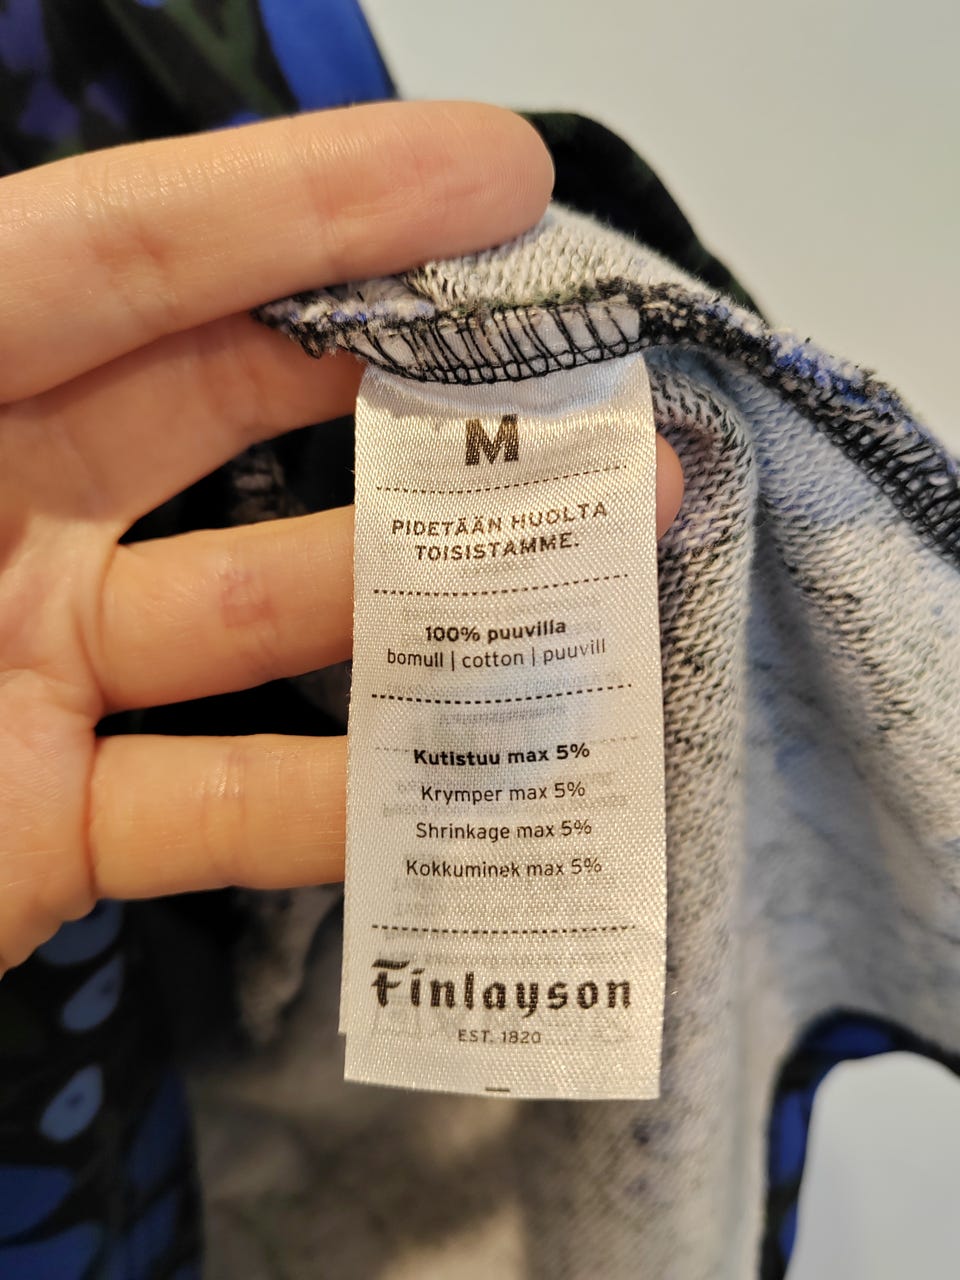 M
PIDETÄÄN HUOLTA
TOISISTAMME.
100% puuvilla
bomull | cotton | puuvill
Kutistuu max 5%
Krymper max 5%
Shrinkage max 5%
Kokkuminek max 5%
Finlayson
EST. 1820